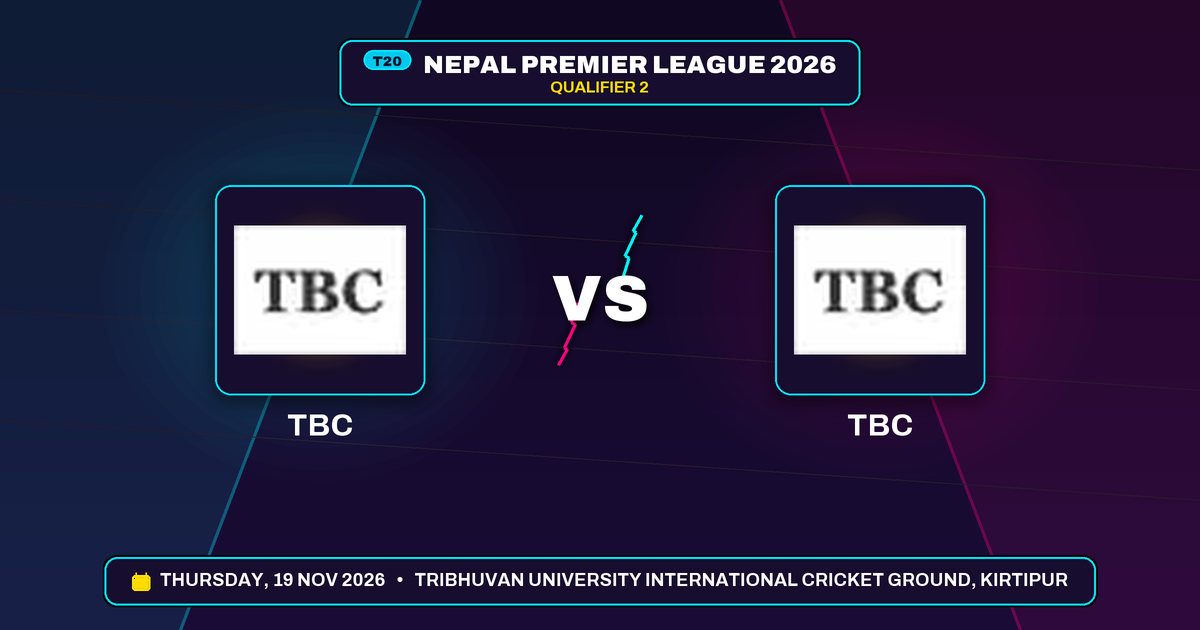 T20 NEPAL PREMIER LEAGUE 2026
QUALIFIER 2
TBC
TBC
VS
TBC
TBC
THURSDAY, 19 NOV 2026 • TRIBHUVAN UNIVERSITY INTERNATIONAL CRICKET GROUND, KIRTIPUR